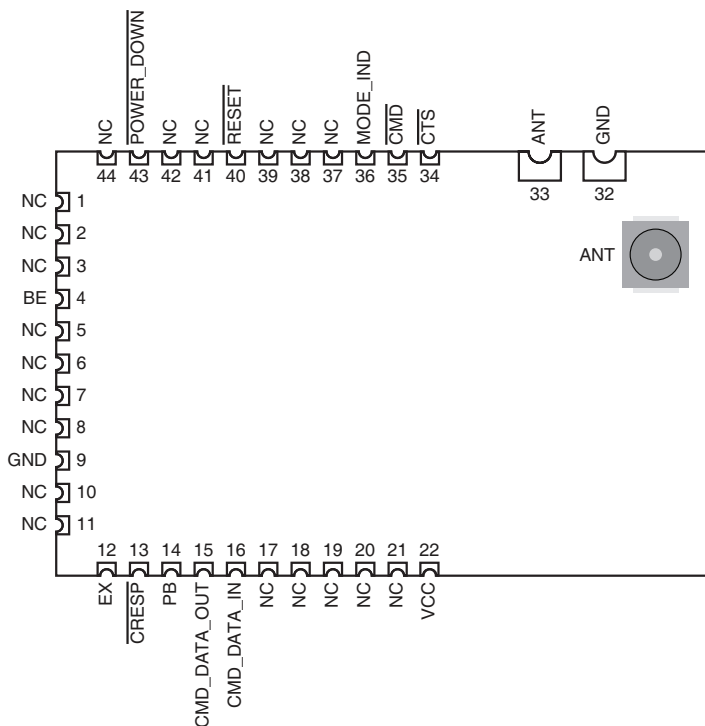 NC
POWER_DOWN
NC
NC
RESET
NC
NC
NC
MODE_IND
CMD
CTS
ANT
GND
44
43
42
41
40
39
38
37
36
35
34
33
32
NC 1
NC 2
NC 3
BE 4
NC 5
NC 6
NC 7
NC 8
GND 9
NC 10
NC 11
ANT
12
13
14
15
16
17
18
19
20
21
22
EX
CRESP
PB
CMD_DATA_OUT
CMD_DATA_IN
NC
NC
NC
NC
NC
VCC